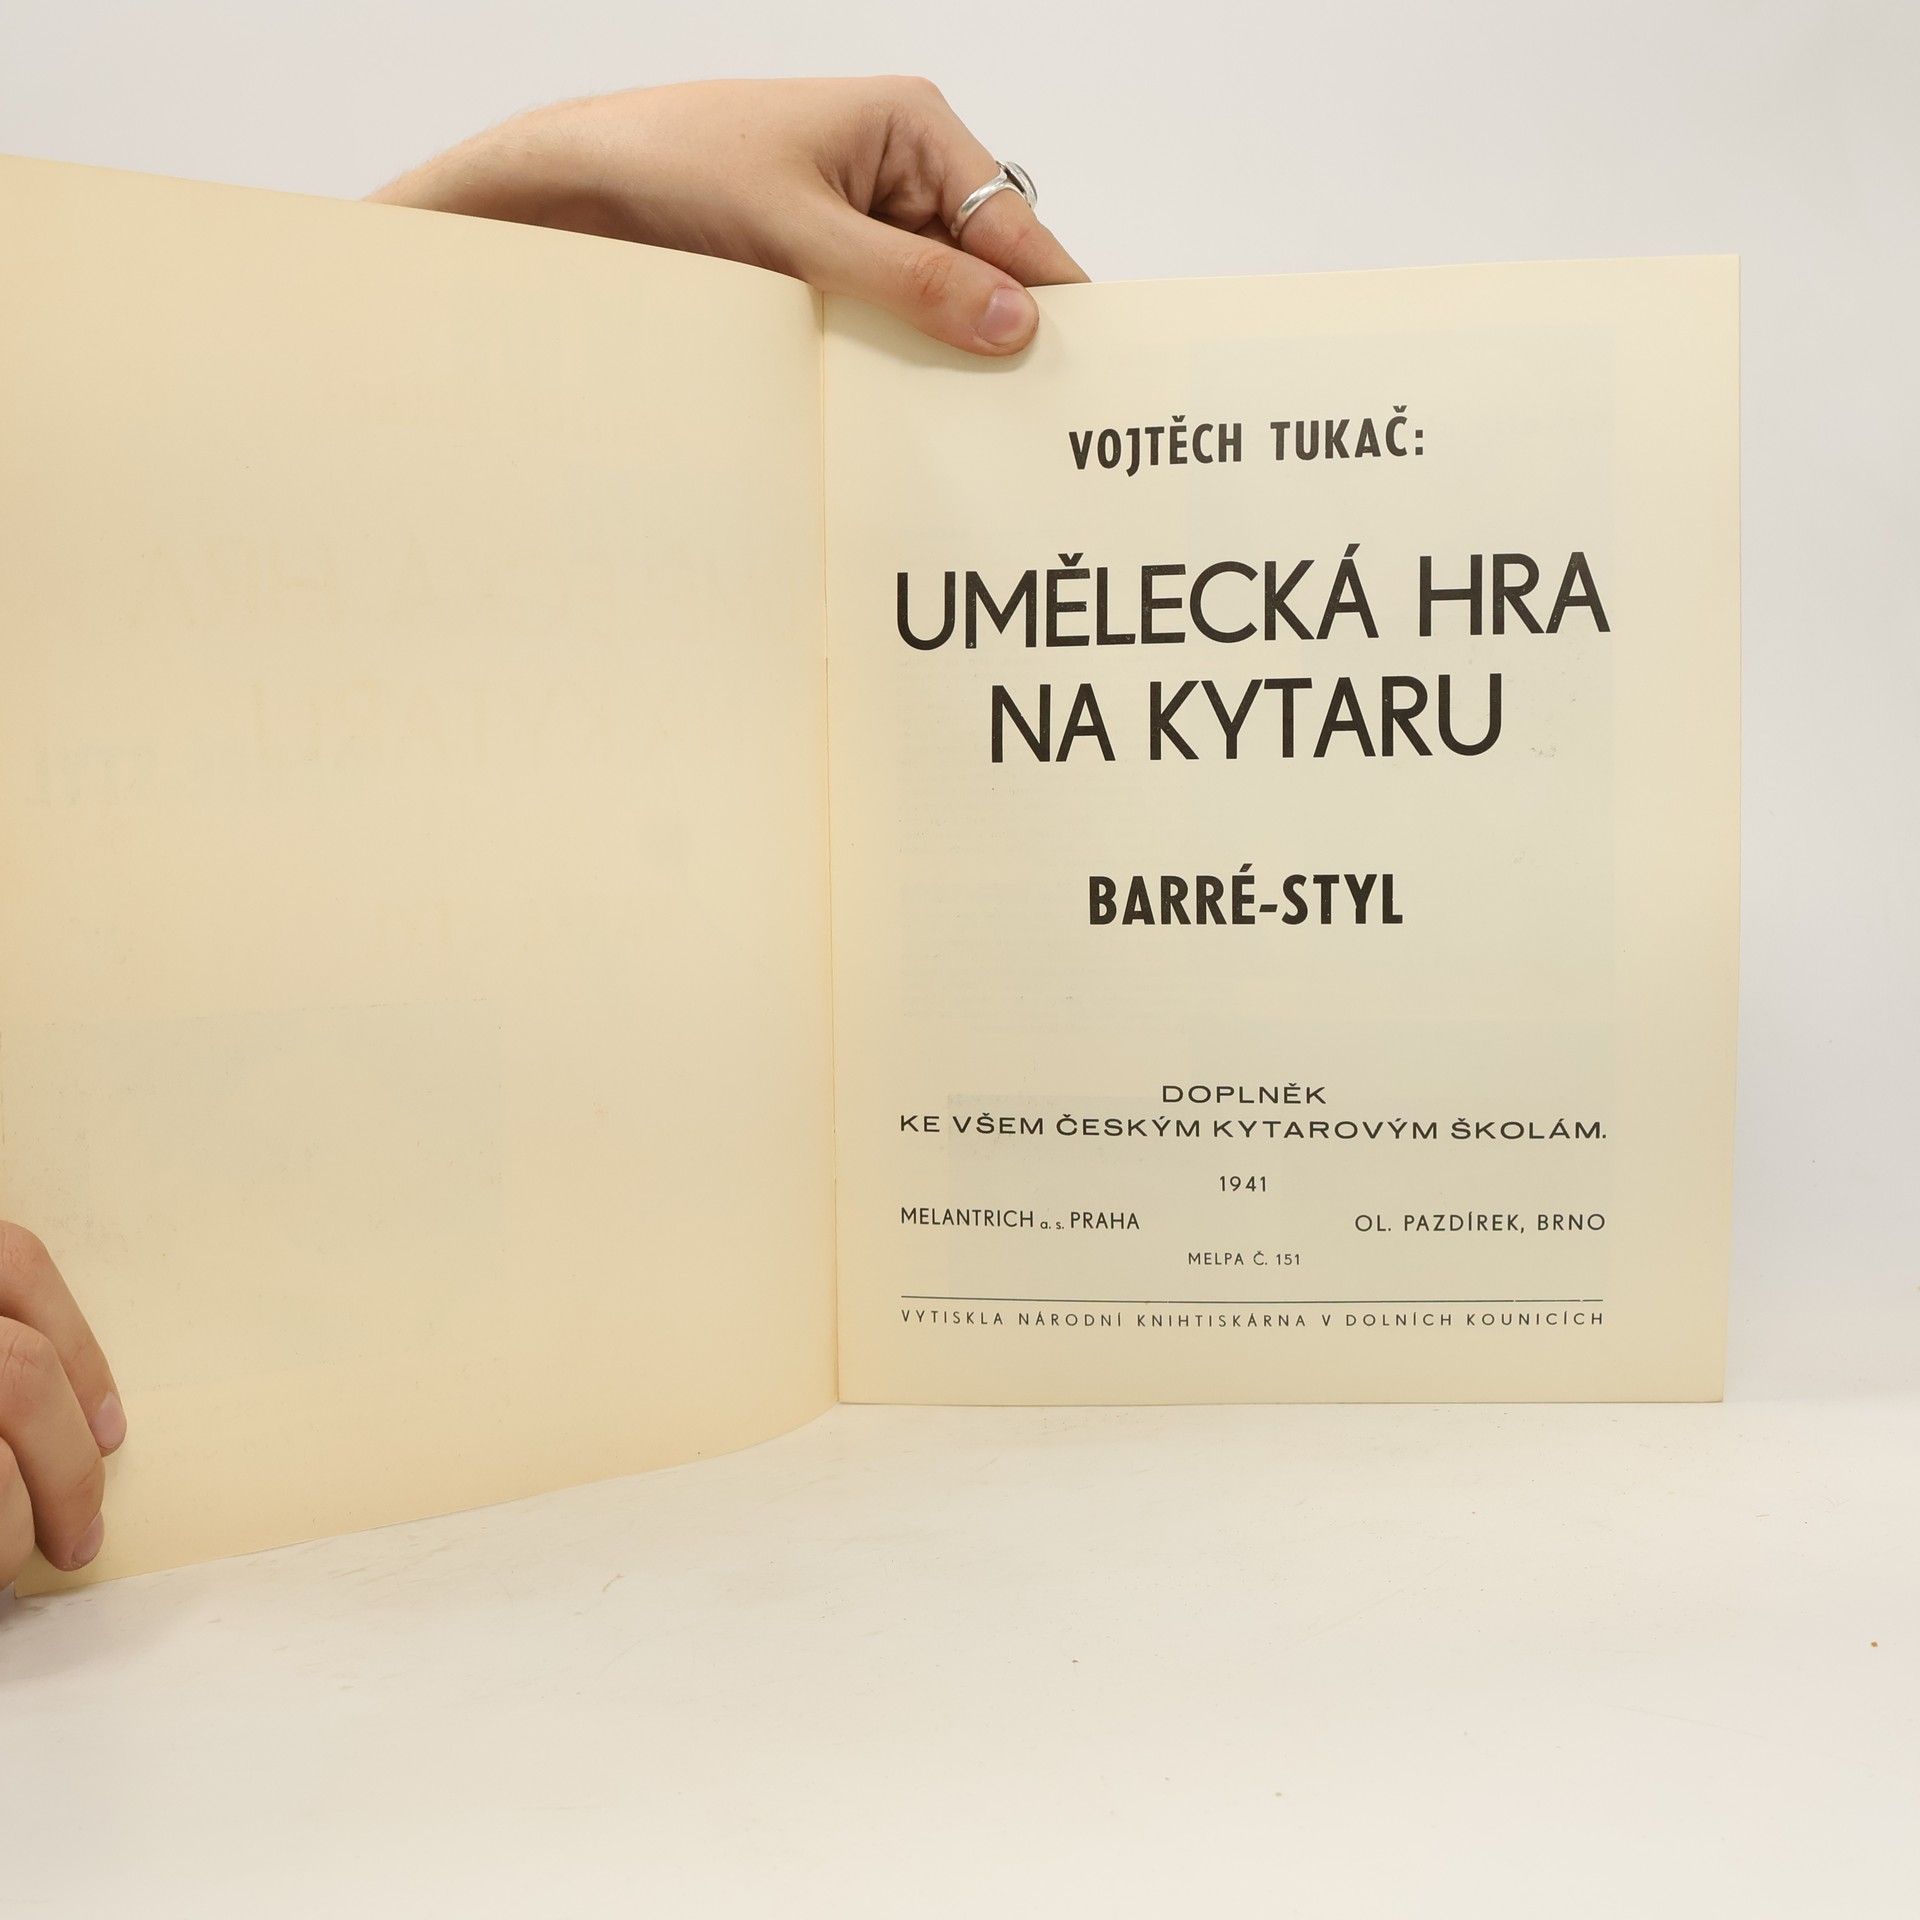 VOJTĚCH TUKAČ:
UMĚLECKÁ HRA
NA KYTARU
BARRÉ-STYL
DOPLNĚK
KE VŠEM ČESKÝM KYTAROVÝM ŠKOLÁM.
1941
MELANTRICH a. s. PRAHA OL. PAZDÍREK, BRNO
MELPA Č. 151
VYTISKLA NÁRODNÍ KNIHTISKÁRNA V DOLNÍCH KOUNICÍCH